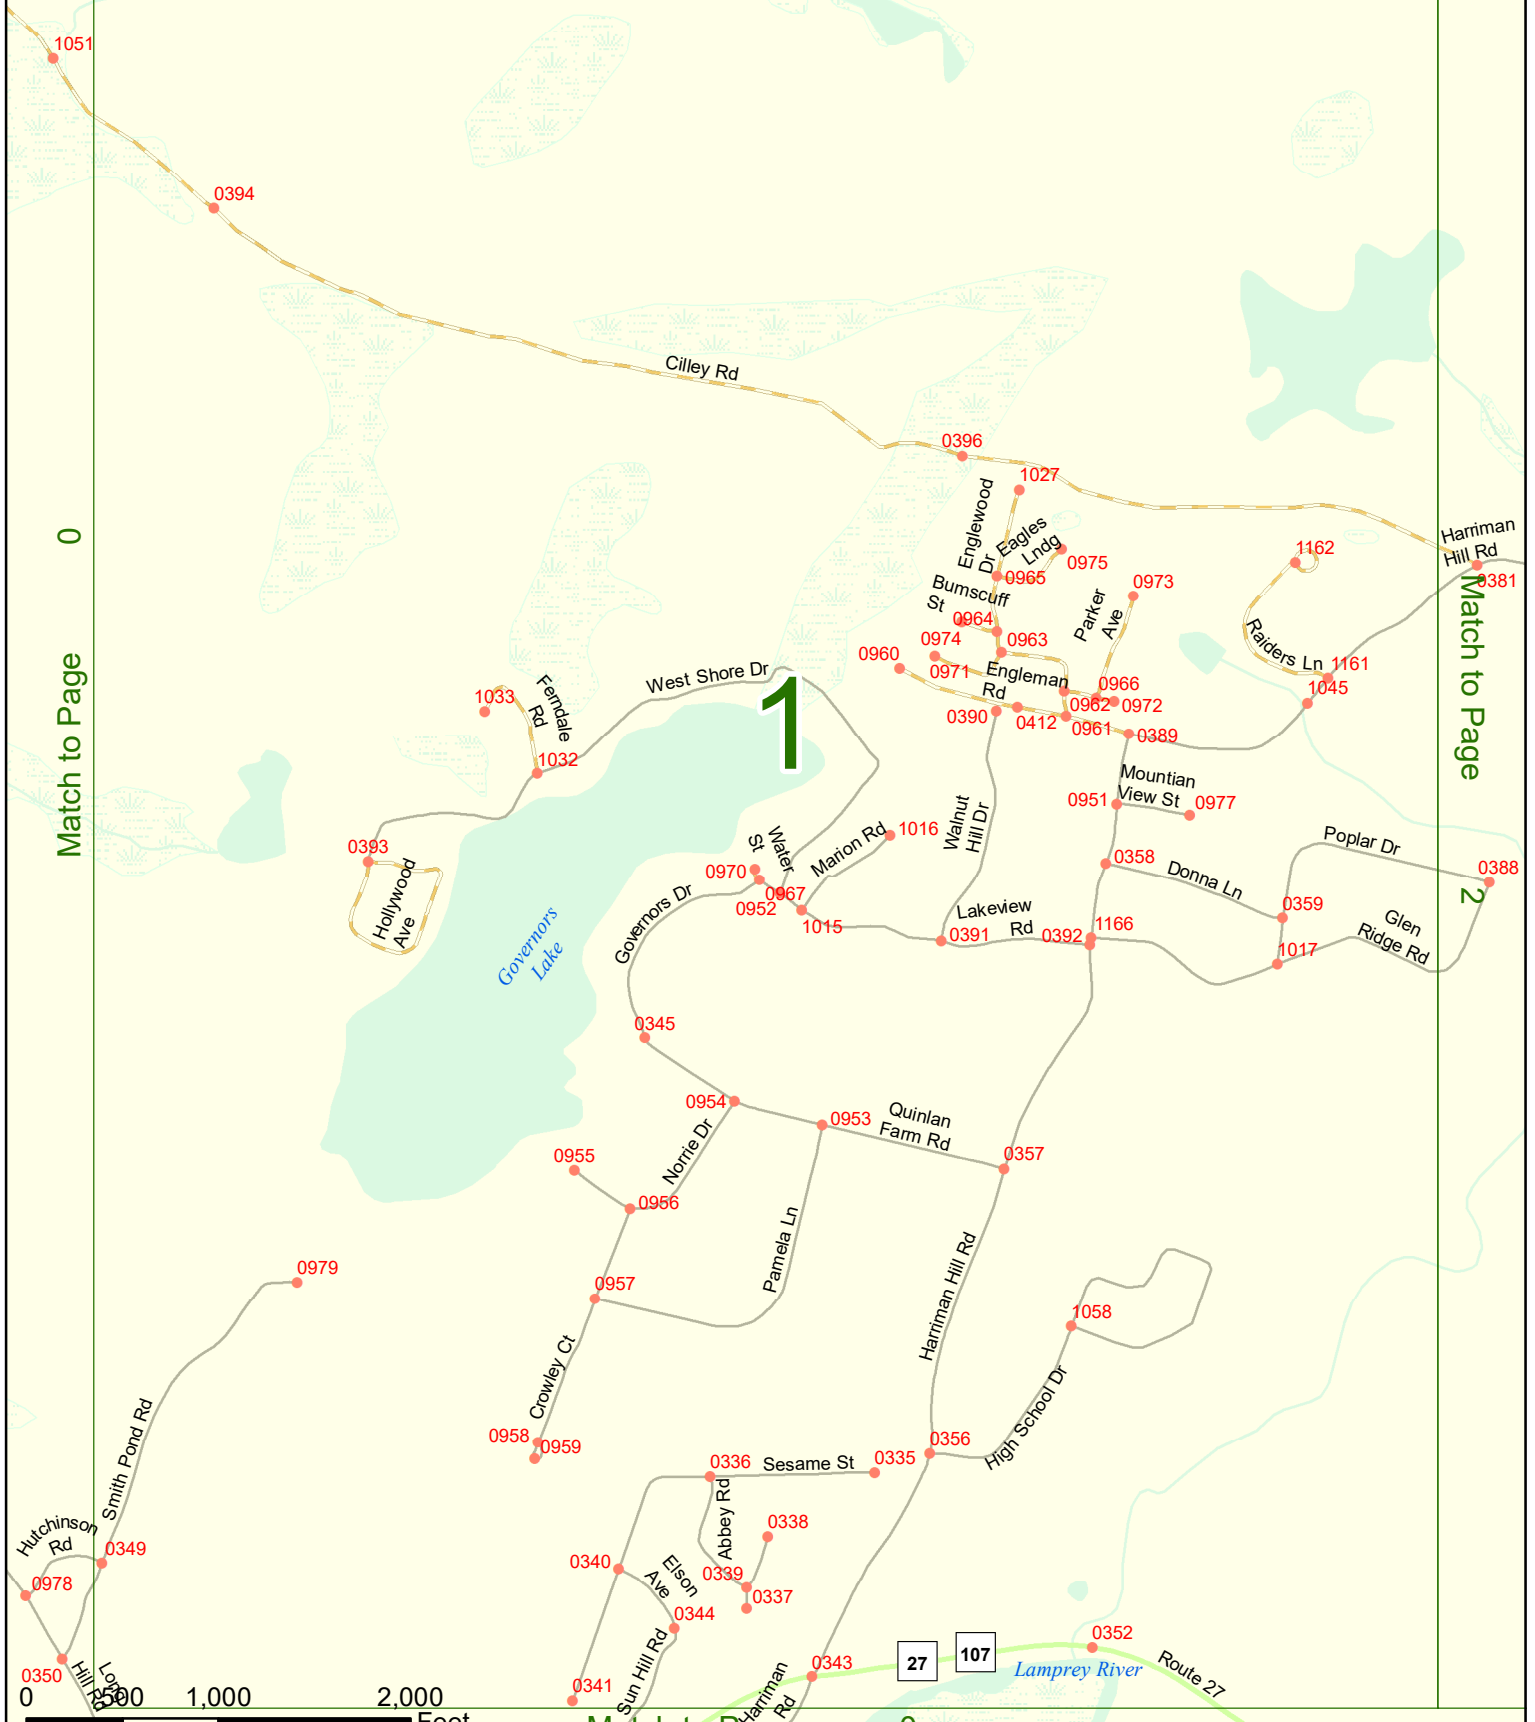 1051
0394
Cilley Rd
0396
1027
Englewood
Dr
Eagles
Lndg
0975
0965
Bumscuff
St
0964
0963
0974
0971
0960
Engleman
Rd
Parker
Ave
0973
0966
0962
0972
0390
0412
0961
0389
1162
Raiders Ln
1161
1045
Harriman
Hill Rd
0381
Match to Page
0
Match to Page
2
1
West Shore Dr
Ferndale
Rd
1033
1032
0393
Hollywood
Ave
Governors
Lake
Mountian
View St
0951
0977
Walnut
Hill Dr
Marion Rd
1016
Water
St
0970
0967
0952
1015
Governors Dr
0358
Donna Ln
Poplar Dr
0388
0359
Glen
Ridge Rd
1017
Lakeview
Rd
0391
0392
1166
0345
0954
0953
Quinlan
Farm Rd
0357
Norrie Dr
0955
0956
Pamela Ln
0957
0979
Harriman Hill Rd
1058
High School Dr
Crowley Ct
0958
0959
Smith Pond Rd
0336
Sesame St
0335
0356
Abbey Rd
0338
0339
0337
0340
Elson
Ave
0344
Sun Hill Rd
0341
Hutchinson
Rd
0349
0978
0350
Long
Hill Rd
0343
27
107
0352
Lamprey River
Route 27
Harriman
Rd
0
500
1,000
2,000
Feet